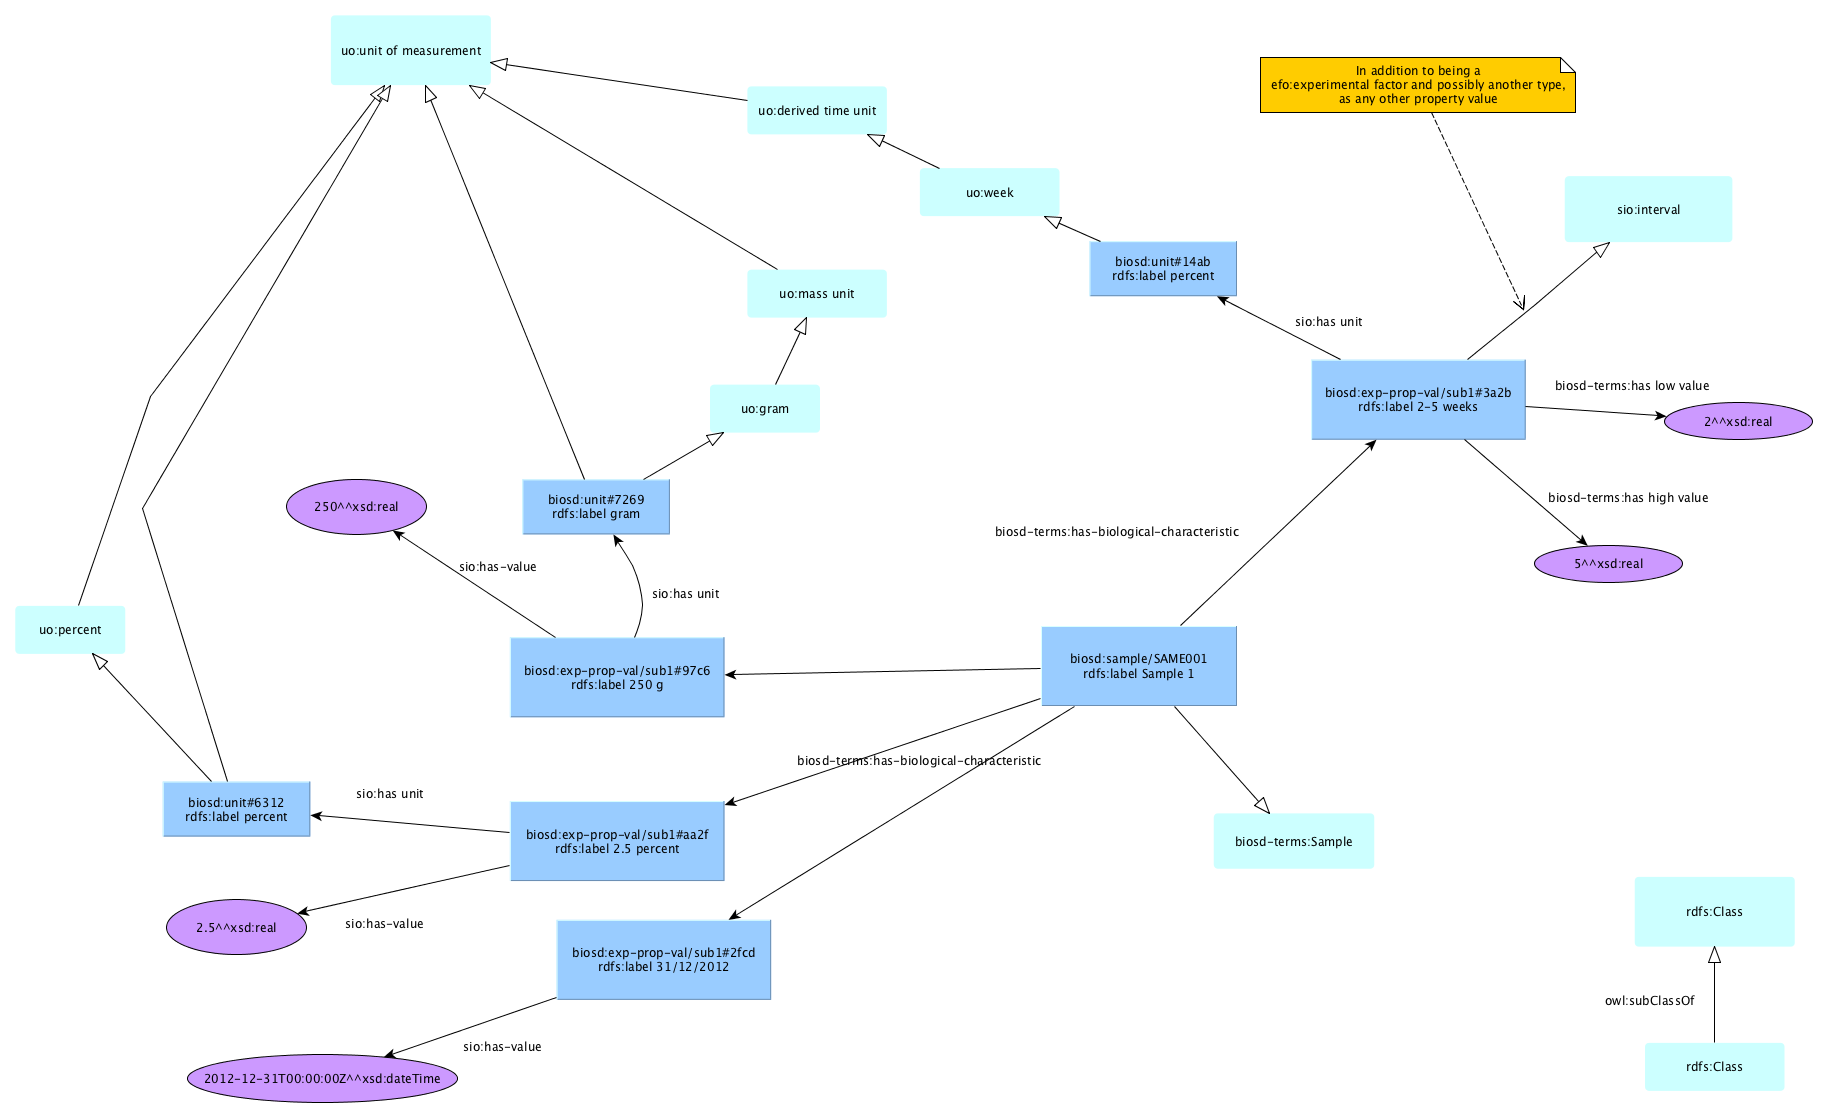 uo:unit of measurement
In addition to being a
efo:experimental factor and possibly another type,
as any other property value
uo:derived time unit
uo:week
sio:interval
biosd:unit#14ab
rdfs:label percent
uo:mass unit
sio:has unit
biosd:exp-prop-val/sub1#3a2b
rdfs:label 2-5 weeks
biosd-terms:has low value
2^^xsd:real
uo:gram
biosd:unit#7269
rdfs:label gram
250^^xsd:real
biosd-terms:has high value
biosd-terms:has-biological-characteristic
5^^xsd:real
sio:has-value
sio:has unit
uo:percent
biosd:exp-prop-val/sub1#97c6
rdfs:label 250 g
biosd:sample/SAME001
rdfs:label Sample 1
biosd-terms:has-biological-characteristic
sio:has unit
biosd:unit#6312
rdfs:label percent
biosd:exp-prop-val/sub1#aa2f
rdfs:label 2.5 percent
biosd-terms:Sample
2.5^^xsd:real
sio:has-value
biosd:exp-prop-val/sub1#2fcd
rdfs:label 31/12/2012
rdfs:Class
owl:subClassOf
sio:has-value
2012-12-31T00:00:00Z^^xsd:dateTime
rdfs:Class